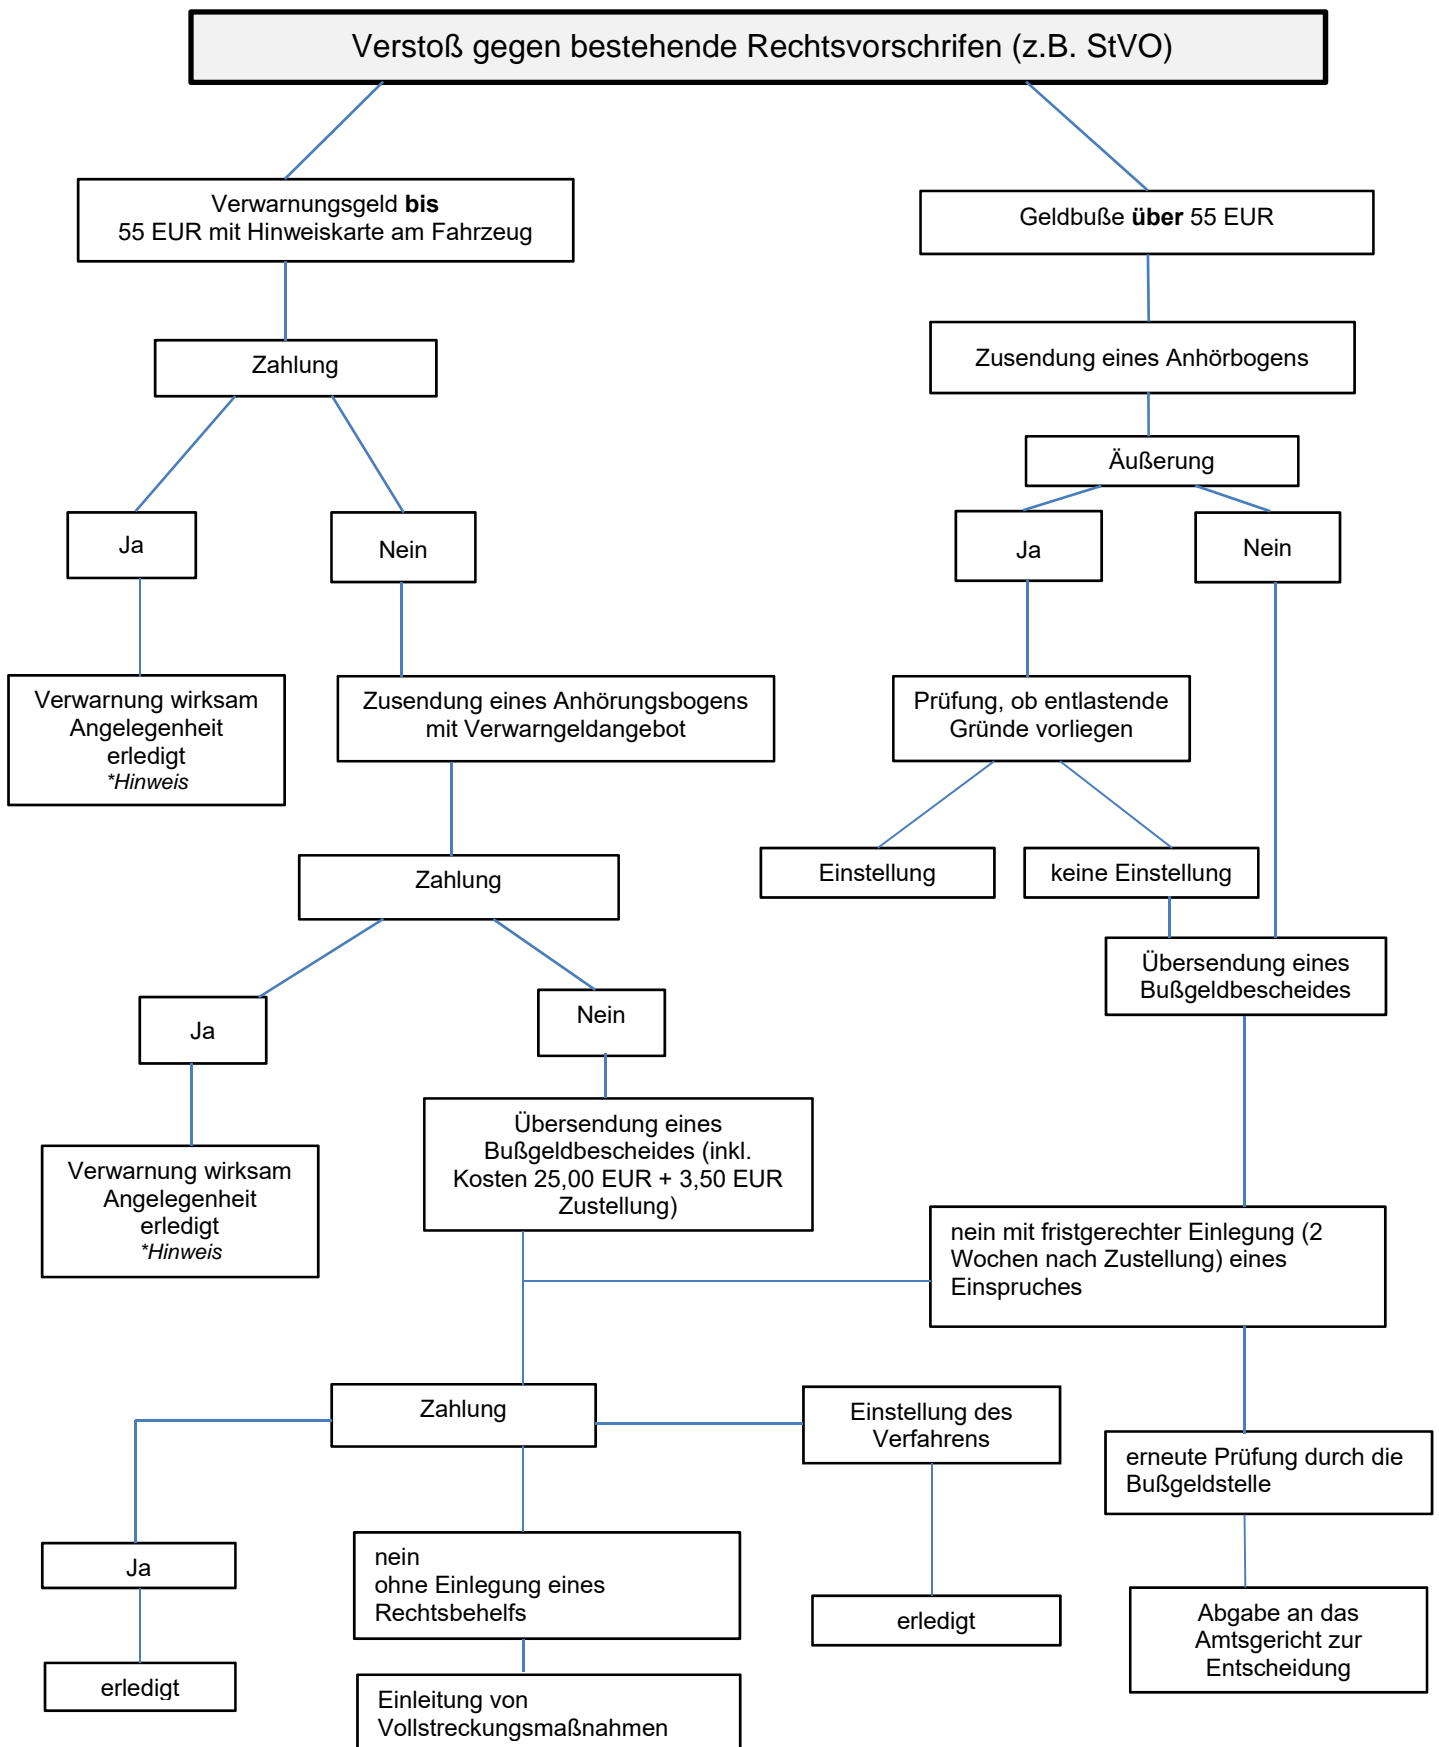 Verstoß gegen bestehende Rechtsvorschrifen (z.B. StVO)
Verwarnungsgeld bis
55 EUR mit Hinweiskarte am Fahrzeug
Geldbuße über 55 EUR
Zahlung
Zusendung eines Anhörbogens
Äußerung
Ja
Nein
Ja
Nein
Verwarnung wirksam
Angelegenheit
erledigt
*Hinweis
Zusendung eines Anhörungsbogens
mit Verwarngeldangebot
Prüfung, ob entlastende
Gründe vorliegen
Zahlung
Einstellung
keine Einstellung
Übersendung eines
Bußgeldbescheides
Ja
Nein
Verwarnung wirksam
Angelegenheit
erledigt
*Hinweis
Übersendung eines
Bußgeldbescheides (inkl.
Kosten 25,00 EUR + 3,50 EUR
Zustellung)
nein mit fristgerechter Einlegung (2
Wochen nach Zustellung) eines
Einspruches
Zahlung
Einstellung des
Verfahrens
erneute Prüfung durch die
Bußgeldstelle
Ja
nein
ohne Einlegung eines
Rechtsbehelfs
erledigt
Abgabe an das
Amtsgericht zur
Entscheidung
erledigt
Einleitung von
Vollstreckungsmaßnahmen